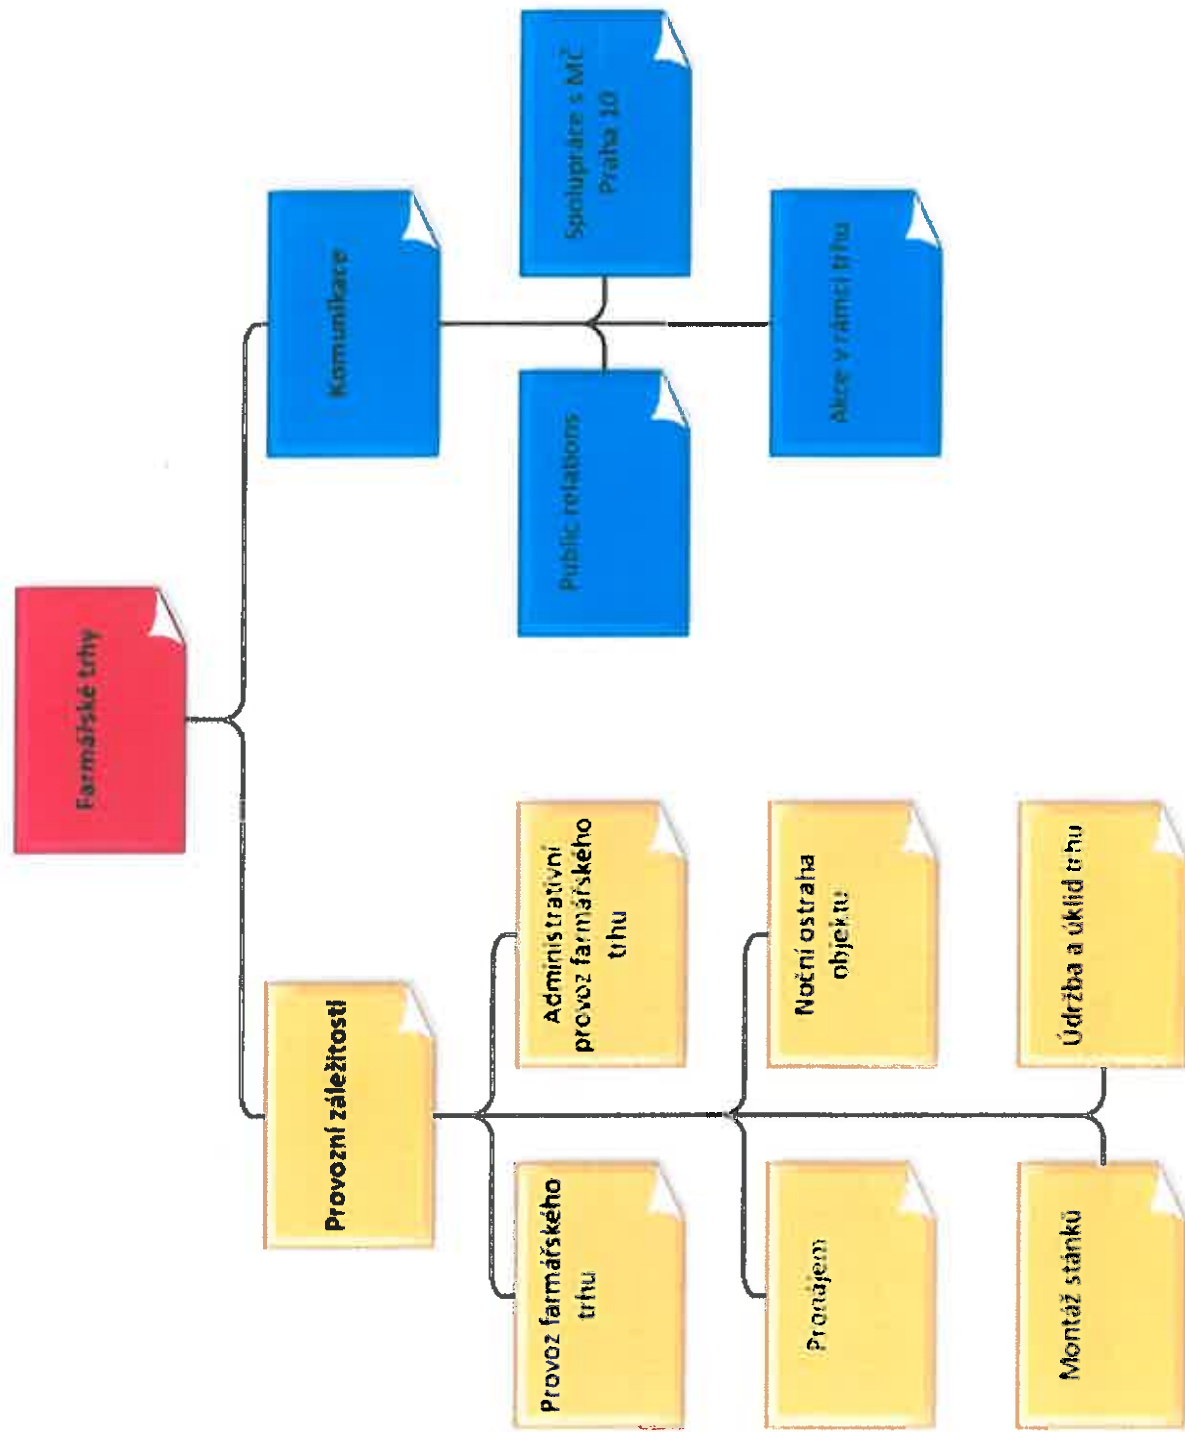 Farmářské trhy
Provozní záležitosti
Komunikace
Provoz farmářského
trhu
Administrativní
provoz farmářského
trhu
Pronájem
Noční ostraha
objektu
Montáž stánků
Údržba a úklid trhu
Public relations
Spolupráce s MČ
Praha 10
Akce v rámci trhu